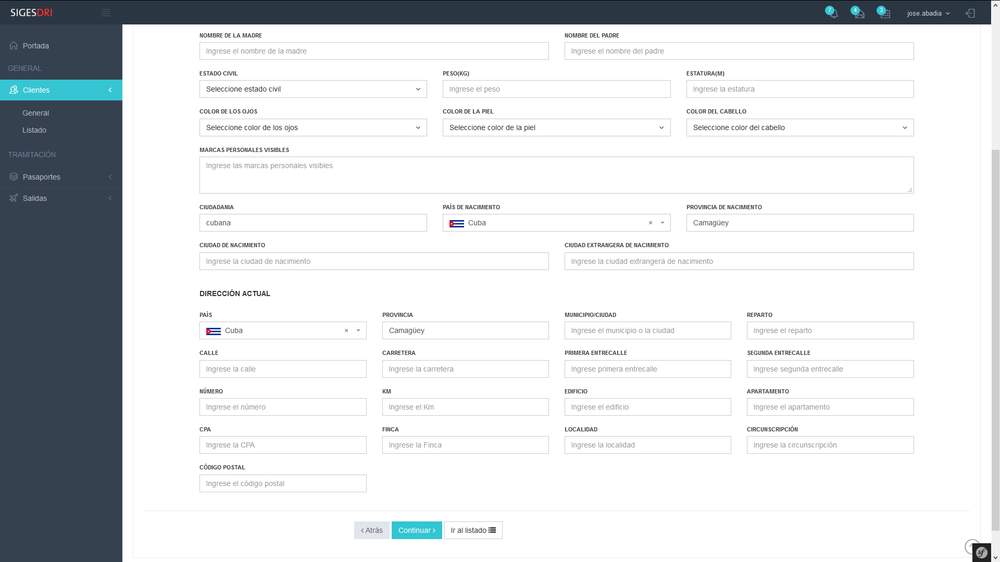 SIGESDRI
7
4
3
jose.abadia
Portada
GENERAL
Clientes
General
Listado
TRAMITACIÓN
Pasaportes
Salidas
NOMBRE DE LA MADRE
NOMBRE DEL PADRE
Ingrese el nombre de la madre
Ingrese el nombre del padre
ESTADO CIVIL
PESO(KG)
ESTATURA(M)
Seleccione estado civil
Ingrese el peso
Ingrese la estatura
COLOR DE LOS OJOS
COLOR DE LA PIEL
COLOR DEL CABELLO
Seleccione color de los ojos
Seleccione color de la piel
Seleccione color del cabello
MARCAS PERSONALES VISIBLES
Ingrese las marcas personales visibles
CIUDADANIA
PAÍS DE NACIMIENTO
PROVINCIA DE NACIMIENTO
cubana
Cuba
×
Camagüey
CIUDAD DE NACIMIENTO
CIUDAD EXTRANGERA DE NACIMIENTO
Ingrese la ciudad de nacimiento
Ingrese la ciudad extrangera de nacimiento
DIRECCIÓN ACTUAL
PAÍS
PROVINCIA
MUNICIPIO/CIUDAD
REPARTO
Cuba
×
Camagüey
Ingrese el municipio o la ciudad
Ingrese el reparto
CALLE
CARRETERA
PRIMERA ENTRECALLE
SEGUNDA ENTRECALLE
Ingrese la calle
Ingrese la carretera
Ingrese primera entrecalle
Ingrese segunda entrecalle
NÚMERO
KM
EDIFICIO
APARTAMENTO
Ingrese el número
Ingrese el Km
Ingrese el edificio
Ingrese el apartamento
CPA
FINCA
LOCALIDAD
CIRCUNSCRIPCIÓN
Ingrese la CPA
Ingrese la Finca
Ingrese la localidad
Ingrese la circunscripción
CÓDIGO POSTAL
Ingrese el código postal
‹ Atrás
Continuar ›
Ir al listado
sf